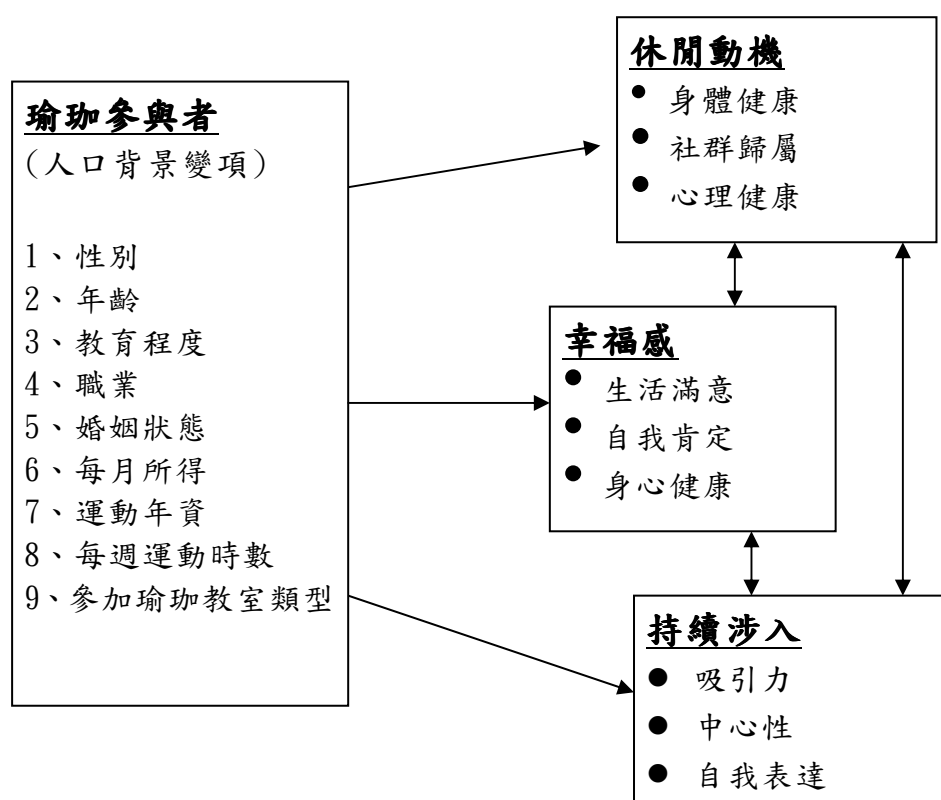 瑜珈參與者
(人口背景變項)
1、性別
2、年齡
3、教育程度
4、職業
5、婚姻狀態
6、每月所得
7、運動年資
8、每週運動時數
9、參加瑜珈教室類型
休閒動機
● 身體健康
● 社群歸屬
● 心理健康
幸福感
● 生活滿意
● 自我肯定
● 身心健康
持續涉入
● 吸引力
● 中心性
● 自我表達